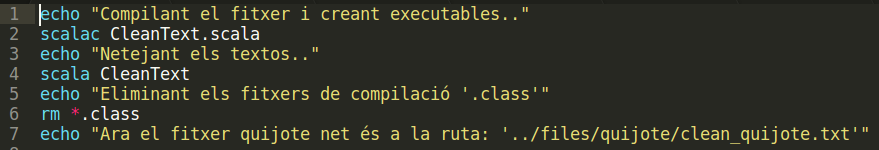 1 echo "Compilant el fitxer i creant executables.."
2 scalac CleanText.scala
3 echo "Netejant els textos.."
4 scala CleanText
5 echo "Eliminant els fitxers de compilació '.class'"
6 rm *.class
7 echo "Ara el fitxer quijote net és a la ruta: '../files/quijote/clean_quijote.txt'"